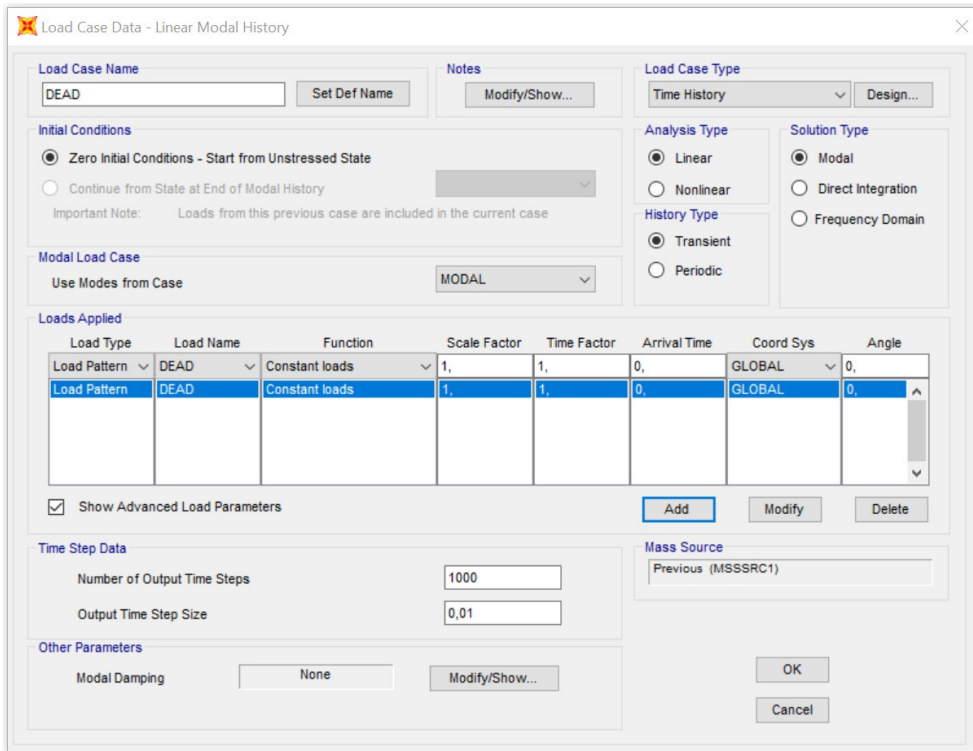 Load Case Data - Linear Modal History
Load Case Name
DEAD
Set Def Name
Notes
Modify/Show...
Load Case Type
Time History
Design...
Initial Conditions
Zero Initial Conditions - Start from Unstressed State
Continue from State at End of Modal History
Important Note: Loads from this previous case are included in the current case
Analysis Type
Linear
Nonlinear
Solution Type
Modal
Direct Integration
Frequency Domain
History Type
Transient
Periodic
Modal Load Case
Use Modes from Case
MODAL
Loads Applied
Load Type Load Name Function Scale Factor Time Factor Arrival Time Coord Sys Angle
Load Pattern DEAD Constant loads 1, 1, 0, GLOBAL 0,
Load Pattern DEAD Constant loads 1, 1, 0, GLOBAL 0,
Show Advanced Load Parameters
Add
Modify
Delete
Time Step Data
Number of Output Time Steps 1000
Output Time Step Size 0,01
Mass Source
Previous (MSSSRC1)
Other Parameters
Modal Damping None Modify/Show...
OK
Cancel